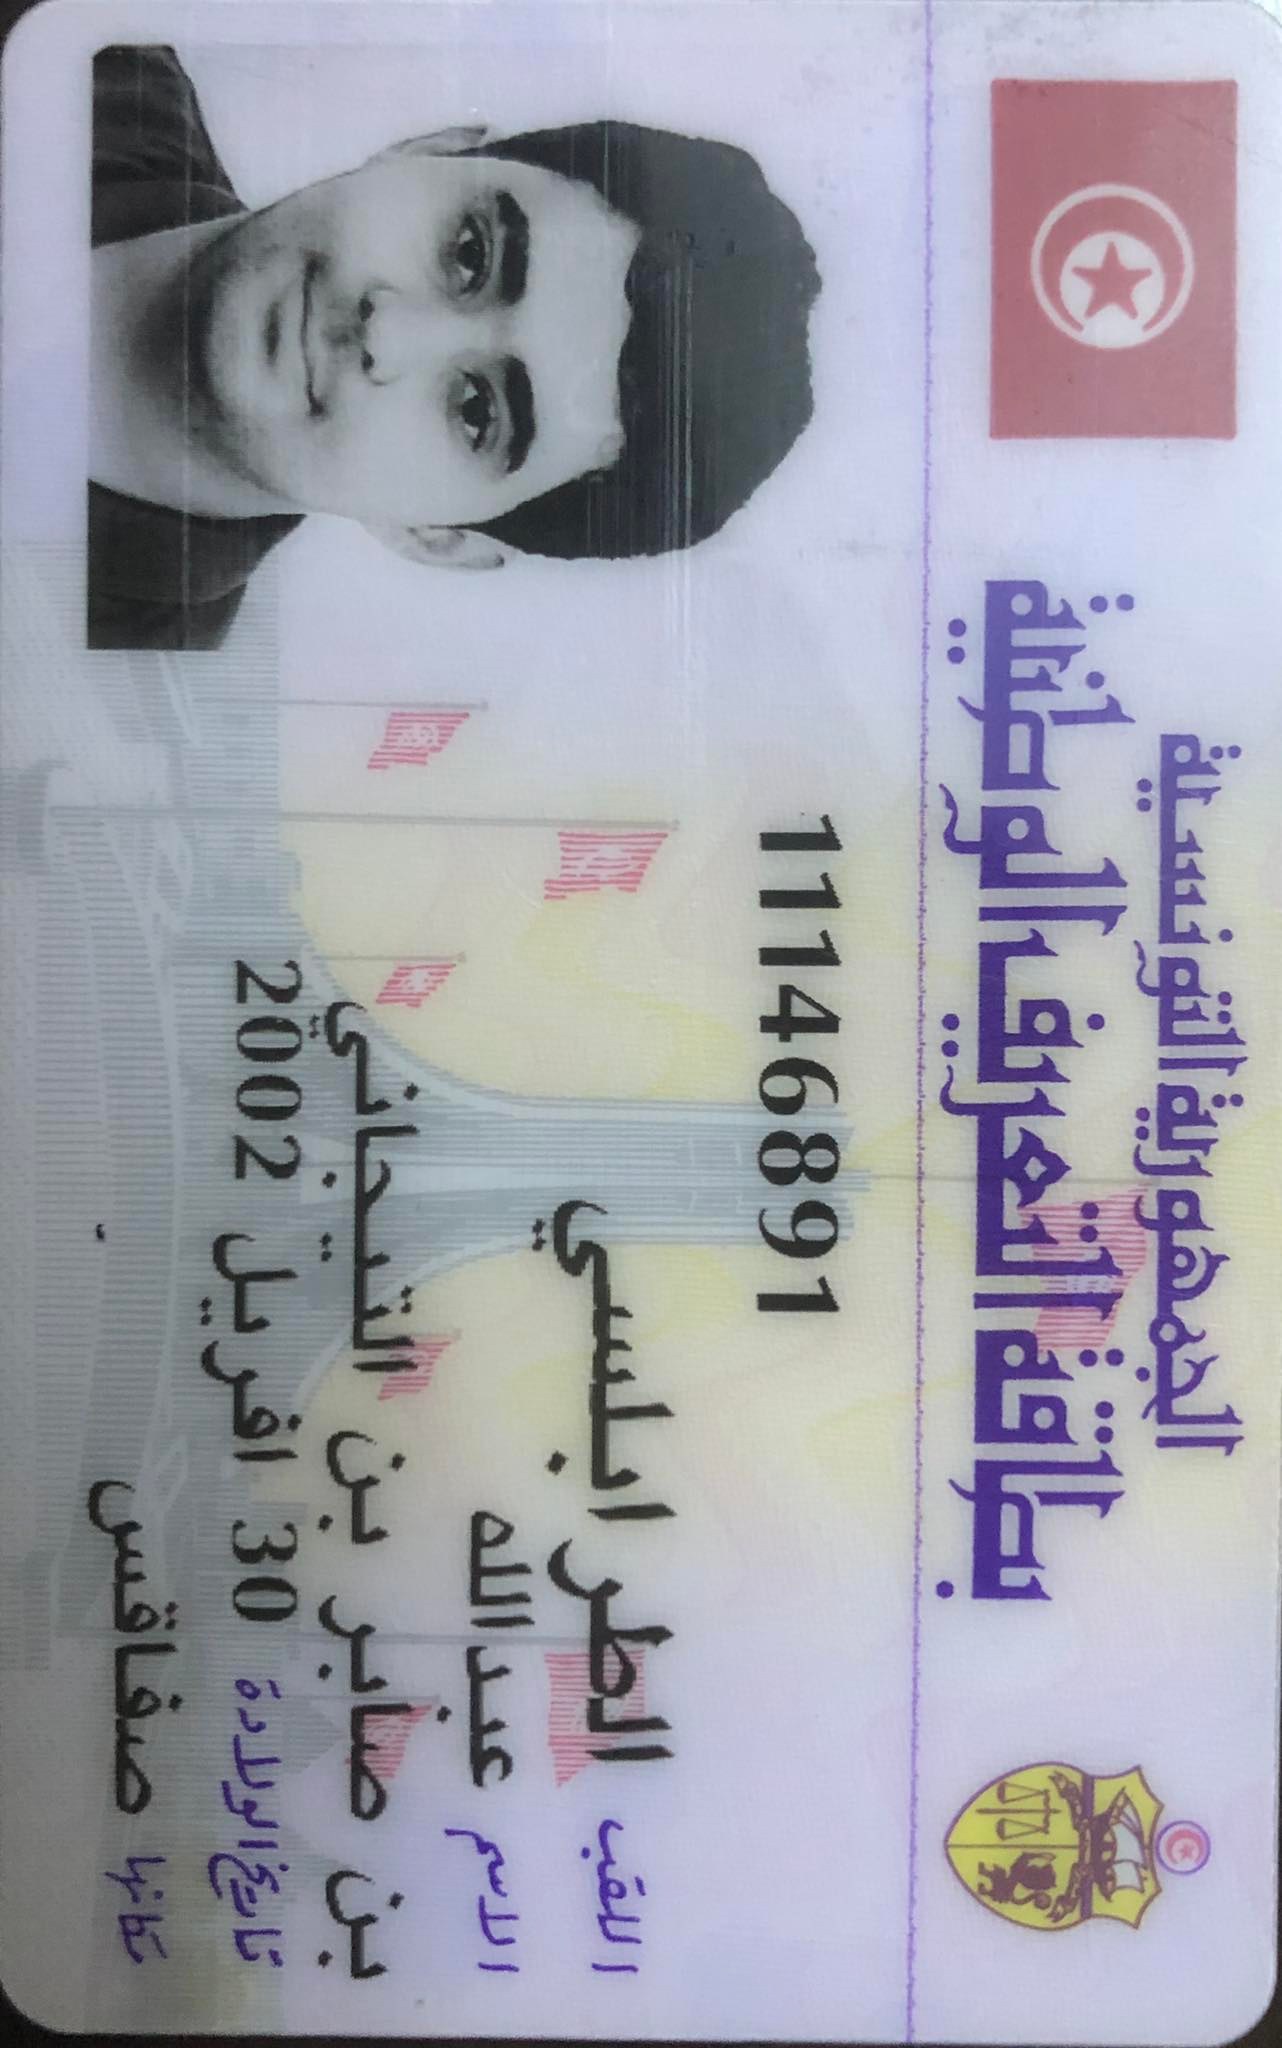 الجمهورية التونسية
بطاقة التعريف الوطنية
11146891
اللقب الطرابلسي
الاسم عبدالله
بن صابر بن التيجاني
تاريخ الولادة 30 افريل 2002
مكانها صفاقس